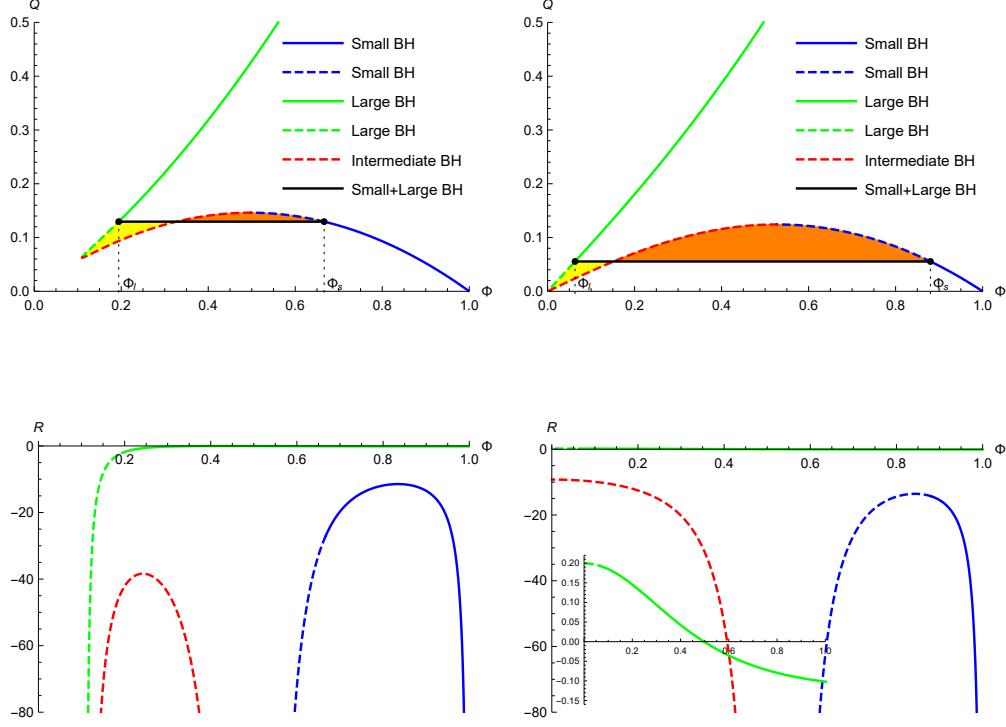 Q
0.5
0.4
0.3
0.2
0.1
0.0
0.0
0.2
0.4
0.6
0.8
1.0
Φ
Φl
Φs
Small BH
Small BH
Large BH
Large BH
Intermediate BH
Small+Large BH
Q
0.5
0.4
0.3
0.2
0.1
0.0
0.0
0.2
0.4
0.6
0.8
1.0
Φ
Φl
Φs
Small BH
Small BH
Large BH
Large BH
Intermediate BH
Small+Large BH
R
0
−20
−40
−60
−80
0.2
0.4
0.6
0.8
1.0
Φ
R
0
−20
−40
−60
−80
0.2
0.4
0.6
0.8
1.0
Φ
0.20
0.15
0.10
0.05
0.00
−0.05
−0.10
−0.15
0.2
0.4
0.6
0.8
1.0